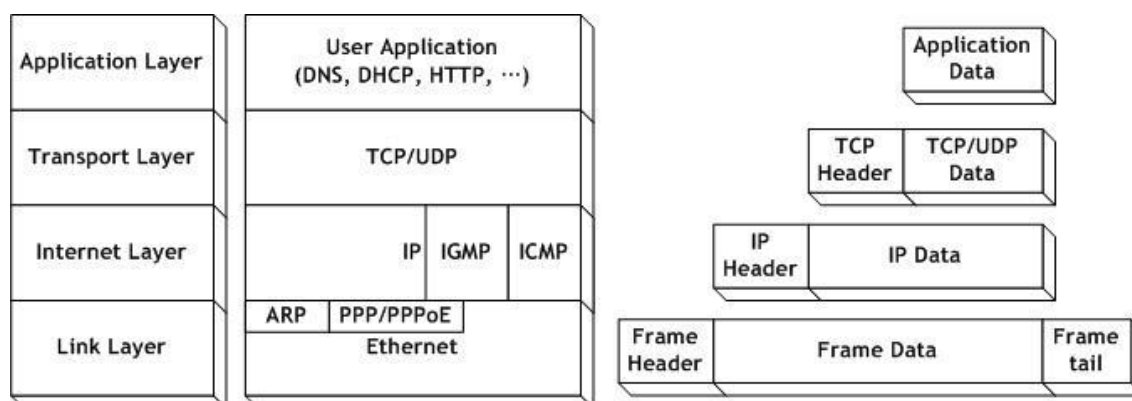 Application Layer
User Application
(DNS, DHCP, HTTP, ⋯)
Application
Data
Transport Layer
TCP/UDP
TCP
Header
TCP/UDP
Data
Internet Layer
IP
IGMP
ICMP
IP
Header
IP Data
Link Layer
ARP
PPP/PPPoE
Ethernet
Frame
Header
Frame Data
Frame
tail